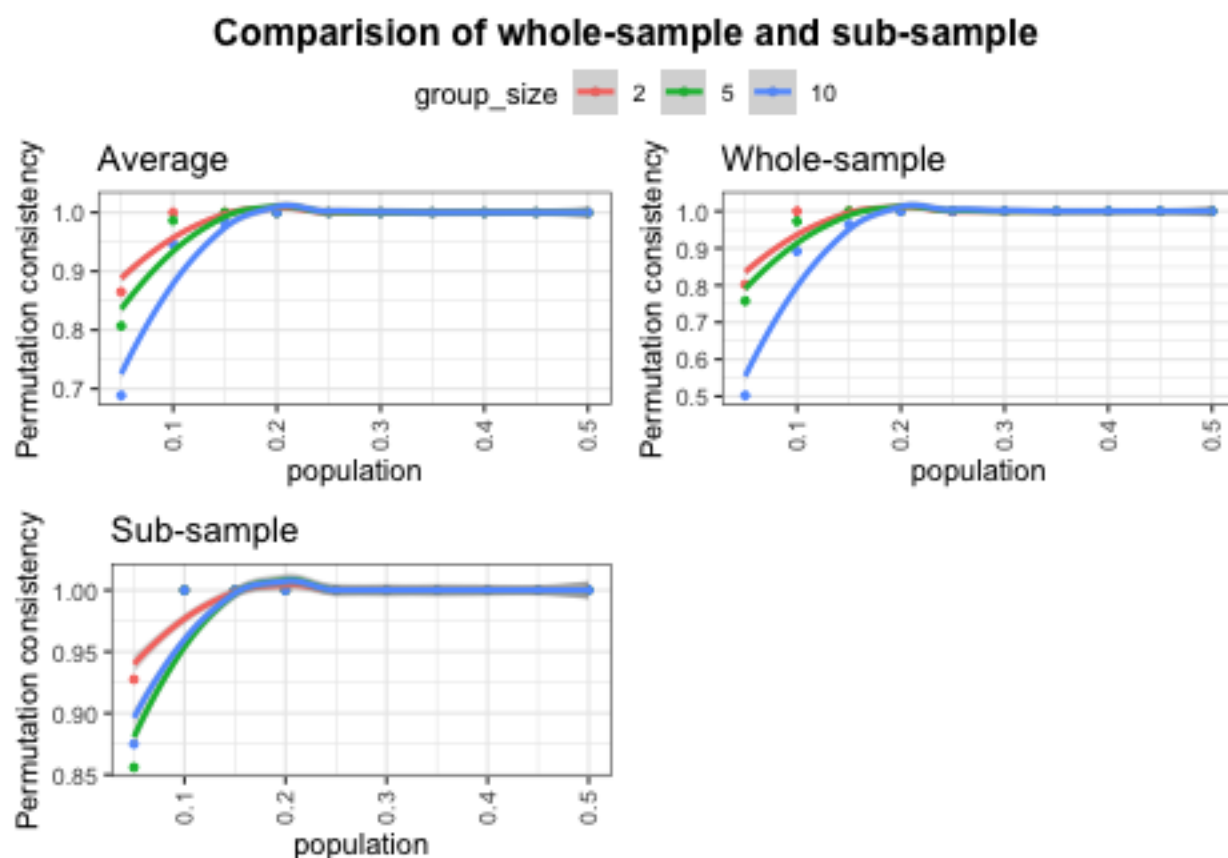 Comparision of whole-sample and sub-sample
group_size 2 5 10
Average
Permutation consistency
1.0
0.9
0.8
0.7
0.1 0.2 0.3 0.4 0.5
population
Whole-sample
Permutation consistency
1.0
0.9
0.8
0.7
0.6
0.5
0.1 0.2 0.3 0.4 0.5
population
Sub-sample
Permutation consistency
1.00
0.95
0.90
0.85
0.1 0.2 0.3 0.4 0.5
population